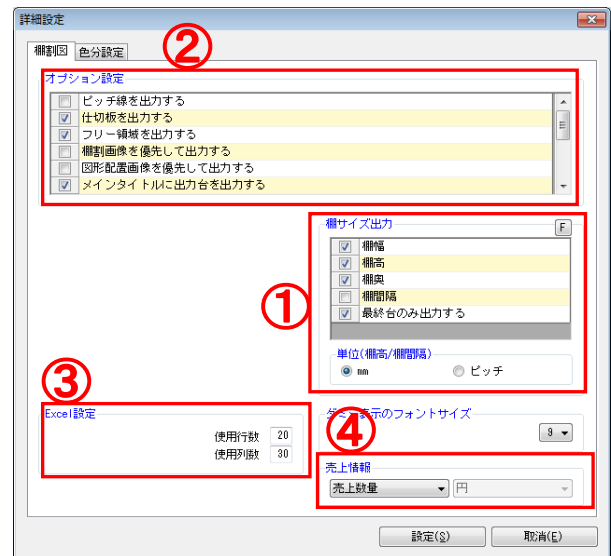 詳細設定
棚割図 色分設定
②
オプション設定
ピッチ線を出力する
仕切板を出力する
フリー領域を出力する
棚割画像を優先して出力する
図形配置画像を優先して出力する
メインタイトルに出力台を出力する
①
棚サイズ出力 F
棚幅
棚高
棚奥
棚間隔
最終台のみ出力する
単位(棚高/棚間隔)
mm ピッチ
③
Excel設定
使用行数 20
使用列数 30
ダミー表示のフォントサイズ
9
④
売上情報
売上数量 円
設定(S) 取消(E)